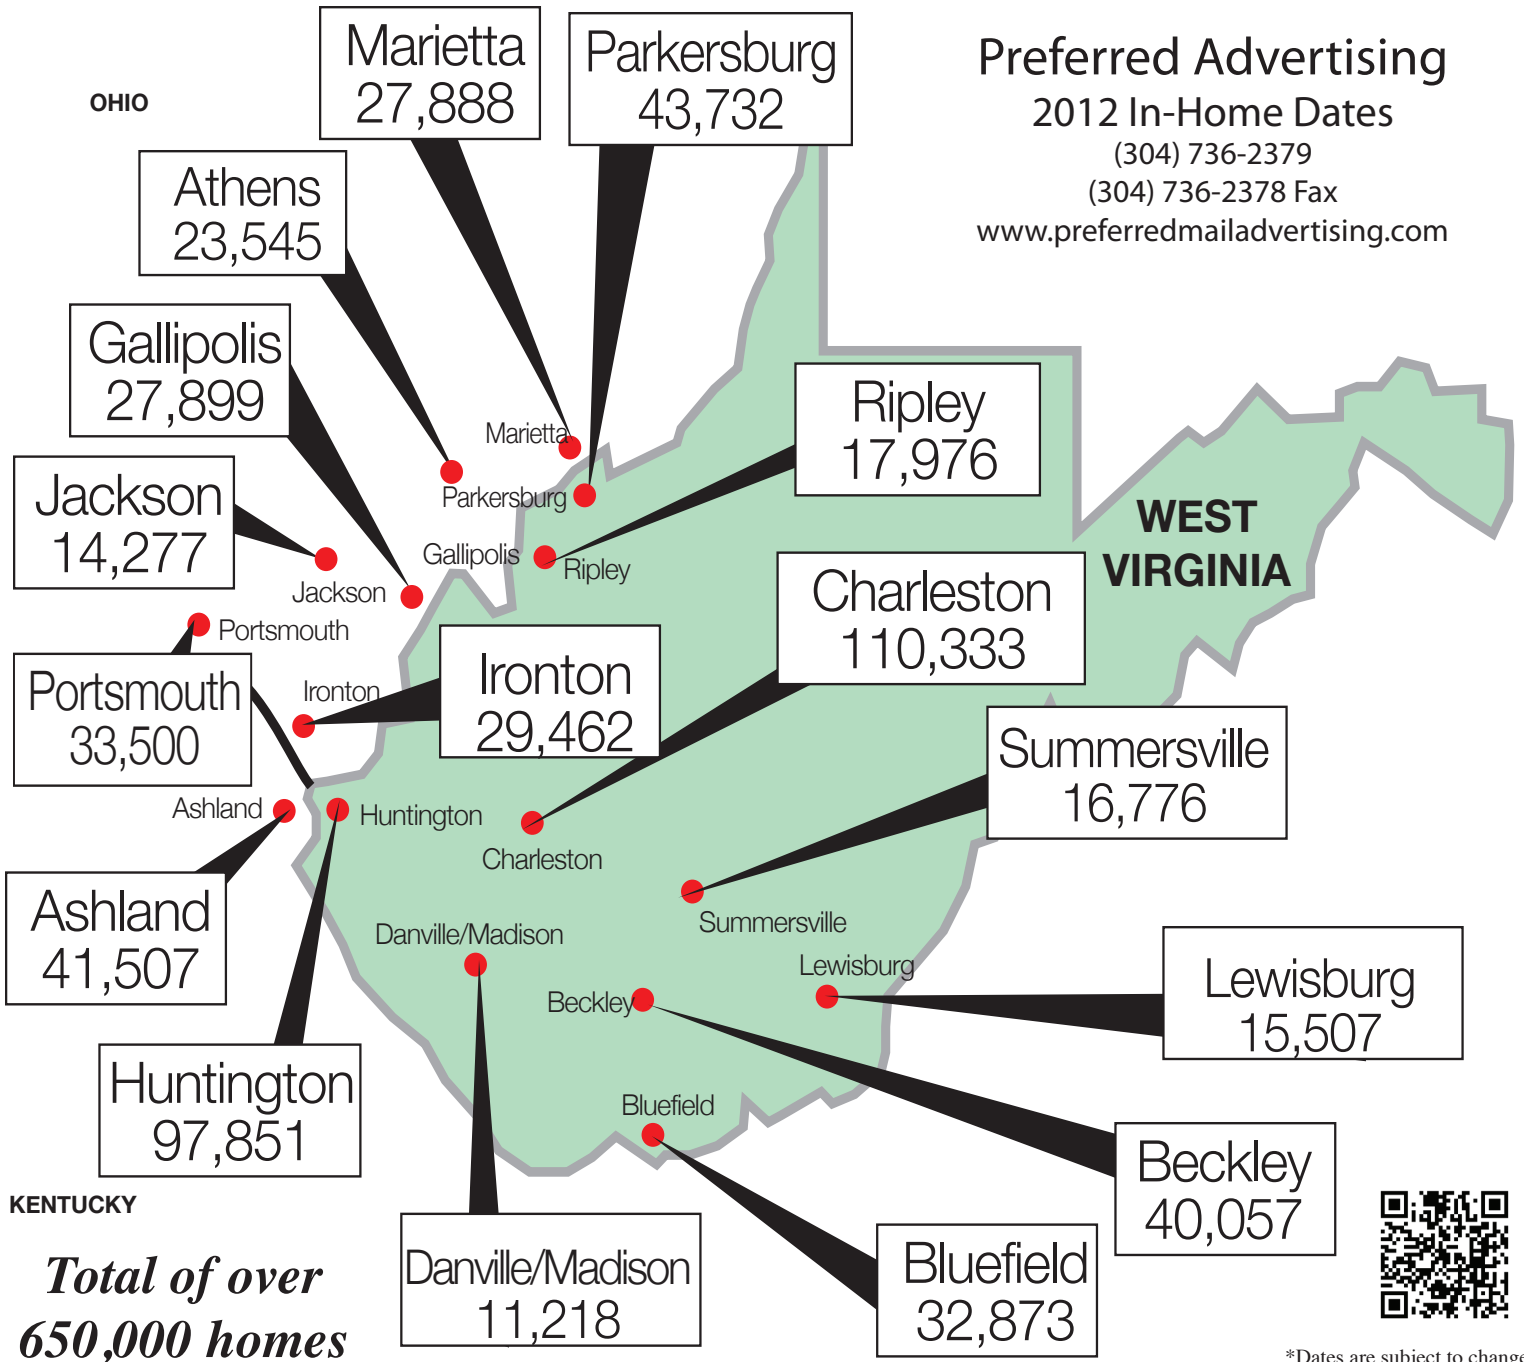 Marietta
27,888
Parkersburg
43,732
Preferred Advertising
2012 In-Home Dates
(304) 736-2379
(304) 736-2378 Fax
www.preferredmailadvertising.com
OHIO
Athens
23,545
Gallipolis
27,899
Ripley
17,976
Jackson
14,277
Marietta
Parkersburg
Gallipolis
Ripley
Jackson
Portsmouth
WEST
VIRGINIA
Charleston
110,333
Portsmouth
33,500
Ironton
Ironton
29,462
Summersville
16,776
Ashland
Huntington
Charleston
Ashland
41,507
Summersville
Danville/Madison
Beckley
Lewisburg
Lewisburg
15,507
Huntington
97,851
Bluefield
Beckley
40,057
KENTUCKY
Total of over
650,000 homes
Danville/Madison
11,218
Bluefield
32,873
*Dates are subject to change